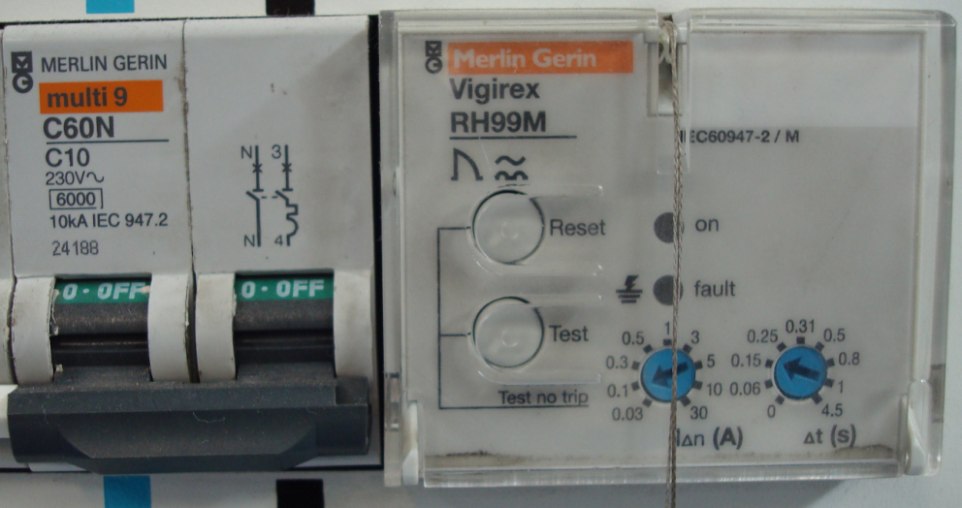 MERLIN GERIN
multi 9
C60N
C10
230V~
6000
10kA IEC 947.2
24188
N 3
N 4
O · OFF
O · OFF
Merlin Gerin
Vigirex
RH99M
IEC60947-2 / M
Reset
Test
Test no trip
on
fault
0.03
0.1
0.3
0.5
1
3
5
10
30
IΔn (A)
0
0.06
0.15
0.25
0.31
0.5
0.8
1
4.5
Δt (s)